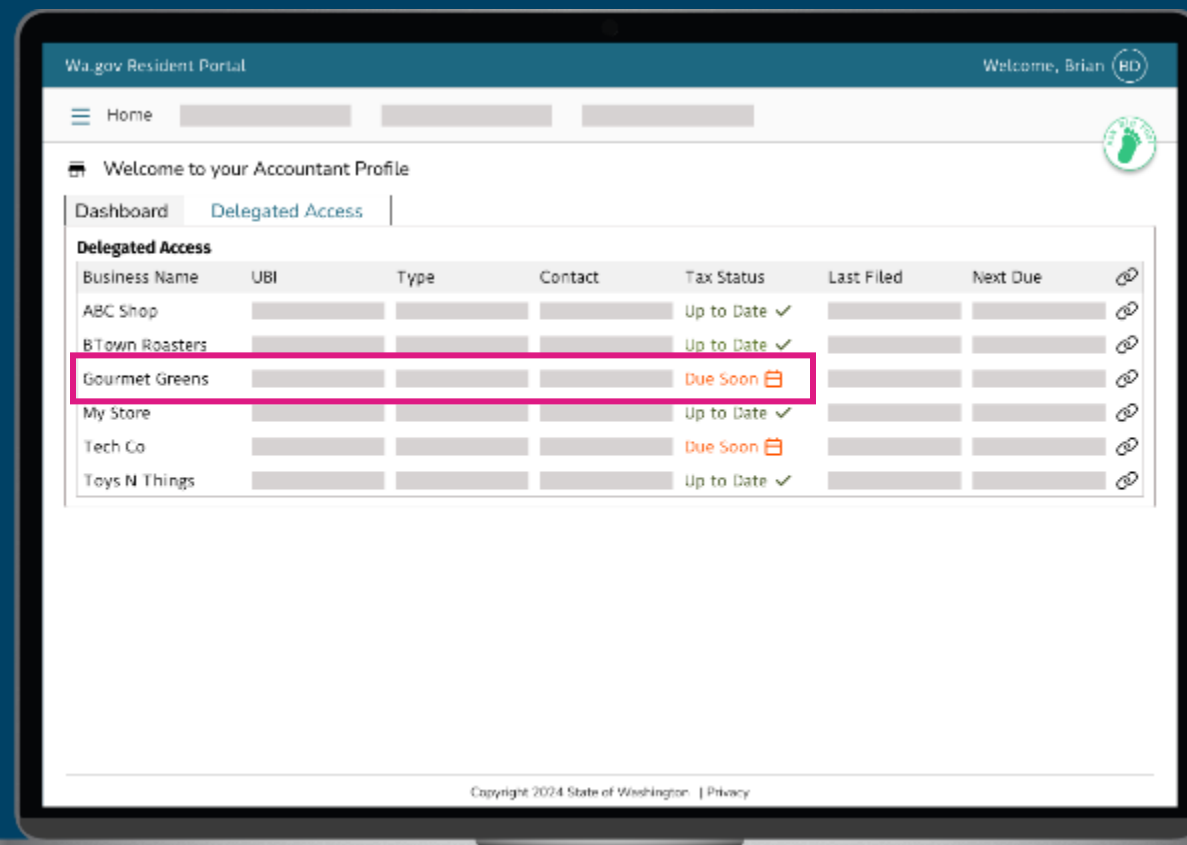 Wa.gov Resident Portal
Welcome, Brian BD
Home
Welcome to your Accountant Profile
Dashboard Delegated Access
Delegated Access
Business Name UBI Type Contact Tax Status Last Filed Next Due
ABC Shop Up to Date
BTown Roasters Up to Date
Gourmet Greens Due Soon
My Store Up to Date
Tech Co Due Soon
Toys N Things Up to Date
Copyright 2024 State of Washington | Privacy